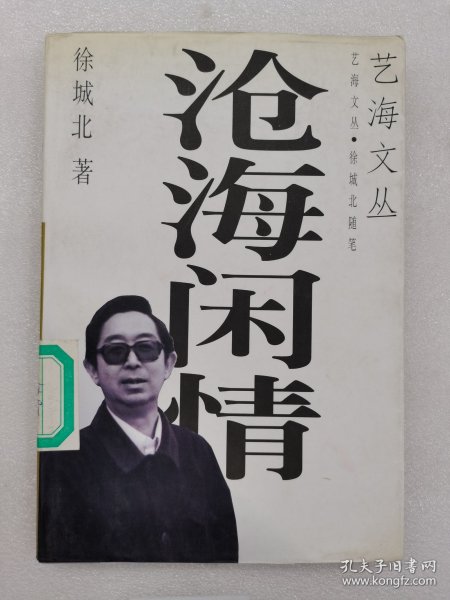 艺海文丛
艺海文丛•徐城北随笔
沧海闲情
徐城北 著
孔夫子旧书网
www.kongfz.com